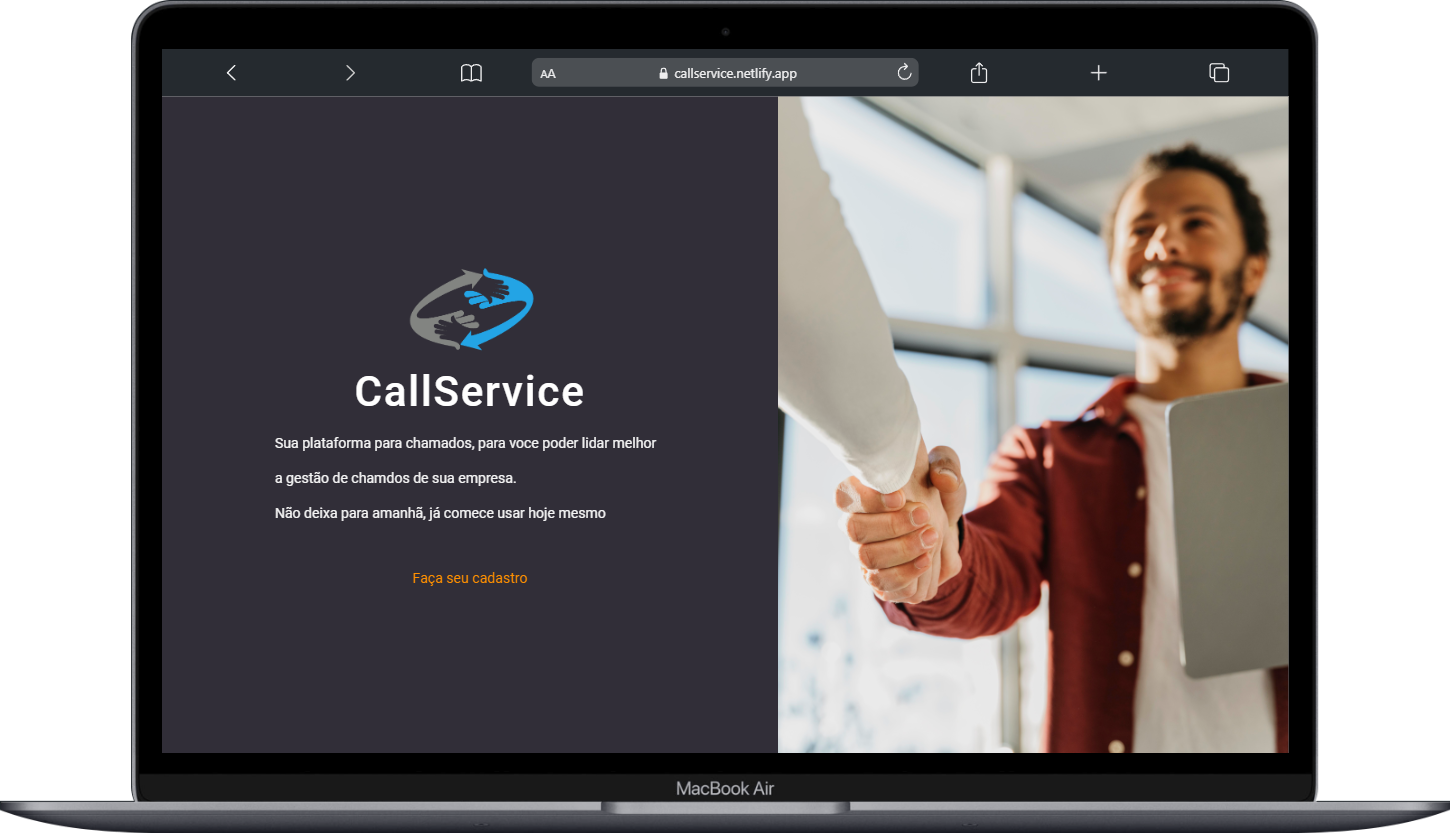 AA
callservice.netlify.app
CallService
Sua plataforma para chamados, para voce poder lidar melhor
a gestão de chamdos de sua empresa.
Não deixa para amanhã, já comece usar hoje mesmo
Faça seu cadastro
MacBook Air